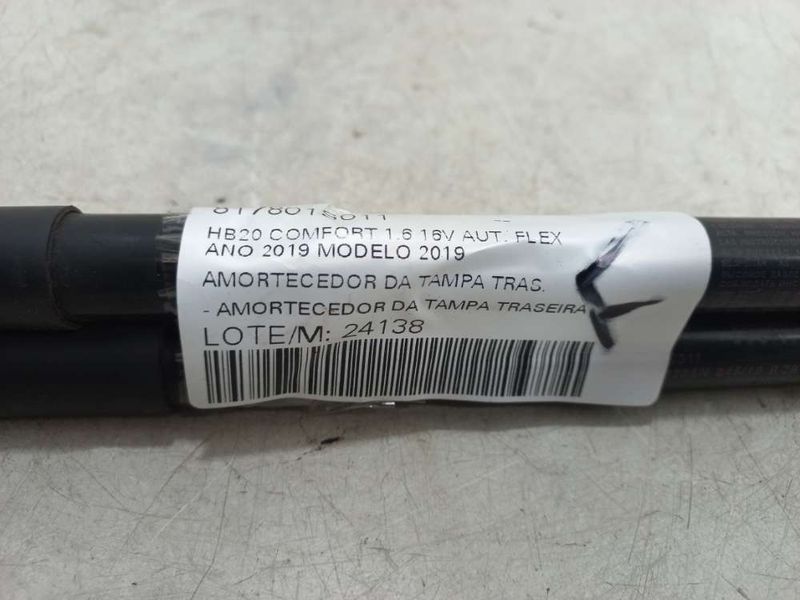 817801S011
HB20 COMFORT 1.6 16V AUT. FLEX
ANO 2019 MODELO 2019
AMORTECEDOR DA TAMPA TRAS.
- AMORTECEDOR DA TAMPA TRASEIRA
LOTE/M: 24138